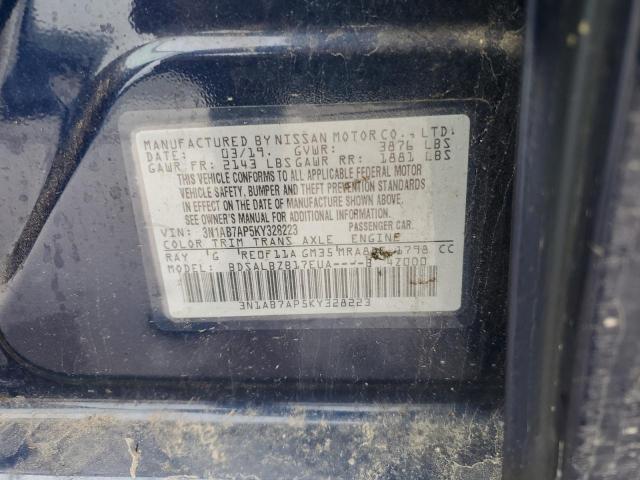 MANUFACTURED BY NISSAN MOTOR CO., LTD.
DATE: 03/19. GVWR: 3876 LBS
GAWR FR: 2143 LBS GAWR RR: 1881 LBS
THIS VEHICLE CONFORMS TO ALL APPLICABLE FEDERAL MOTOR
VEHICLE SAFETY, BUMPER AND THEFT PREVENTION STANDARDS
IN EFFECT ON THE DATE OF MANUFACTURE SHOWN ABOVE.
SEE OWNER'S MANUAL FOR ADDITIONAL INFORMATION.
VIN: 3N1AB7AP5KY328223 PASSENGER CAR.
COLOR TRIM TRANS AXLE ENGINE
RAY 'G RE0F11A GM35 1798 CC
MODEL: BDSALBZB17EUA---- 4Z000
3N1AB7AP5KY328223